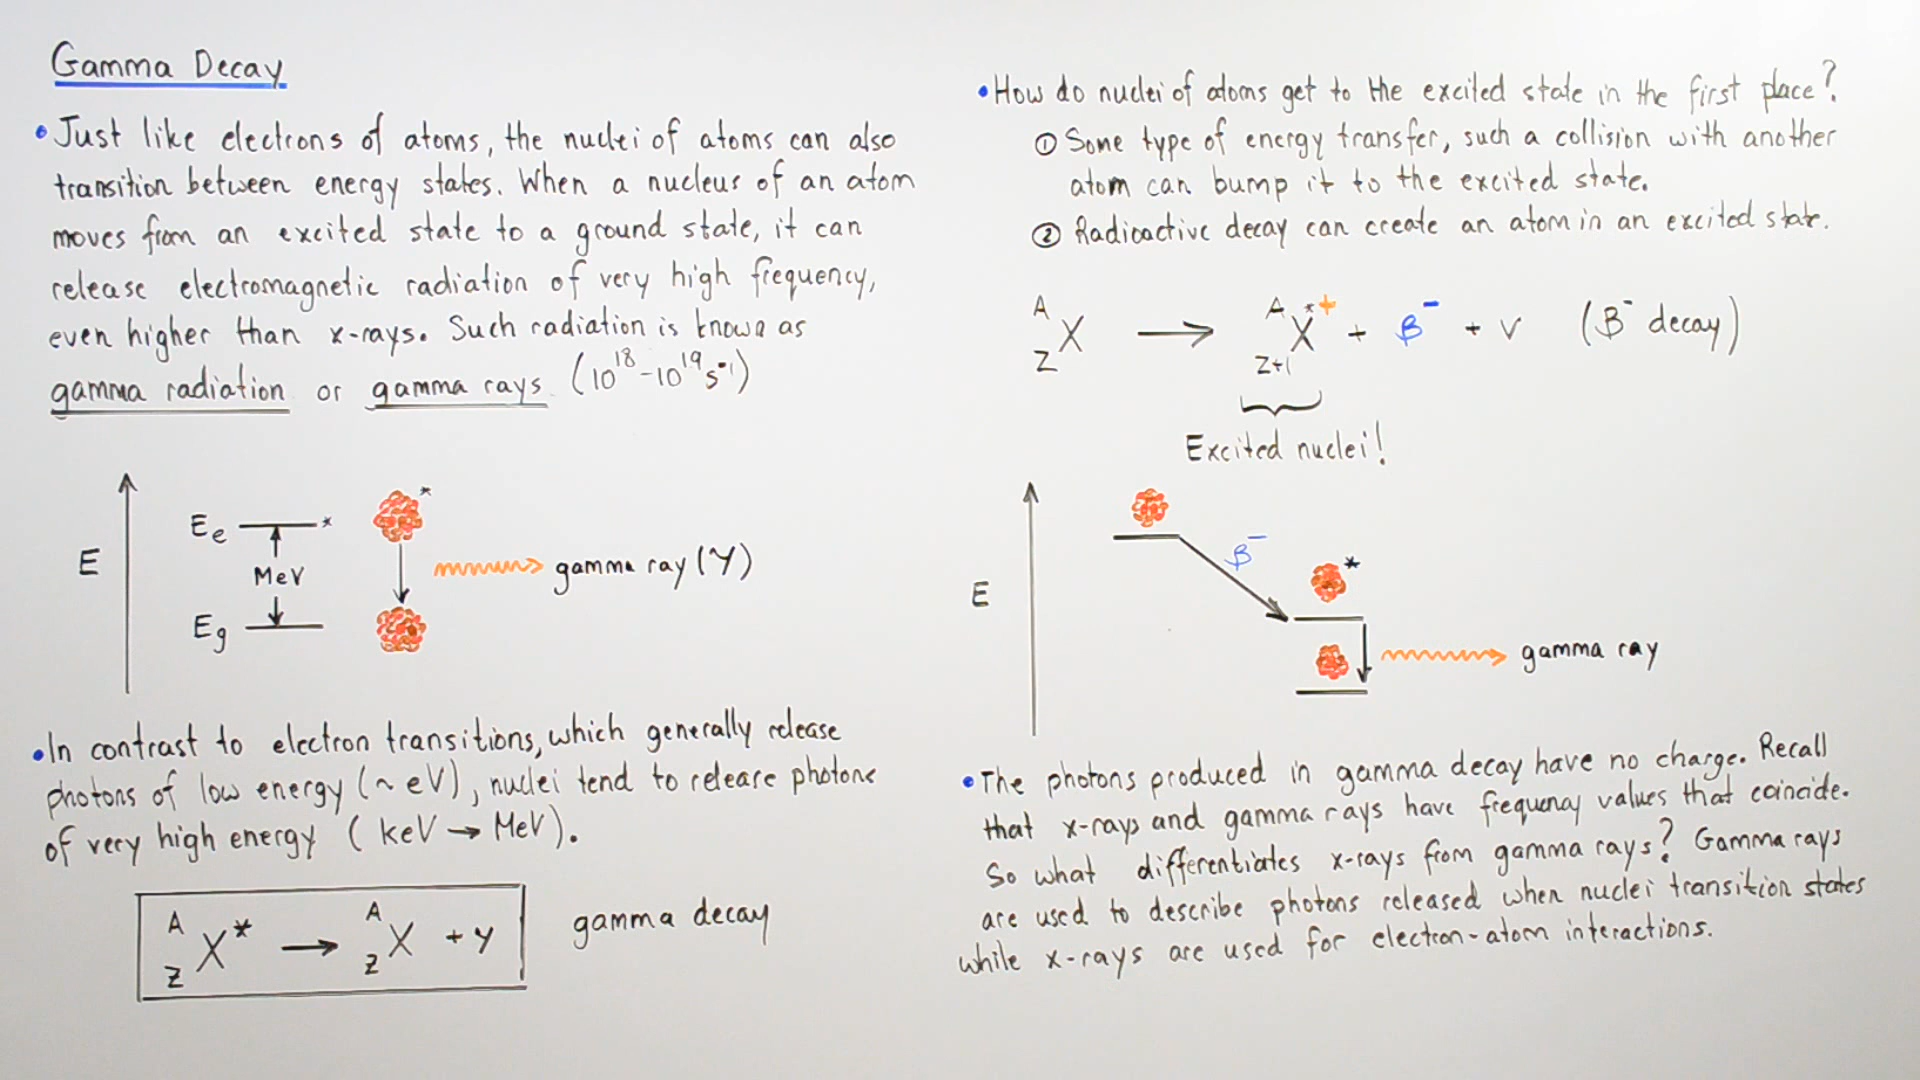 Gamma Decay
• Just like electrons of atoms, the nuclei of atoms can also
transition between energy states. When a nucleus of an atom
moves from an excited state to a ground state, it can
release electromagnetic radiation of very high frequency,
even higher than x-rays. Such radiation is known as
gamma radiation or gamma rays. (10¹⁸-10¹⁹s⁻¹)
E
Ee *
MeV
Eg
*
gamma ray (γ)
• In contrast to electron transitions, which generally release
photons of low energy (~eV), nuclei tend to release photons
of very high energy (keV → MeV).
A Z X* → A Z X + γ gamma decay
• How do nuclei of atoms get to the excited state in the first place?
① Some type of energy transfer, such a collision with another
atom can bump it to the excited state.
② Radioactive decay can create an atom in an excited state.
A Z X → A Z+1 X*+ + β⁻ + ν (β⁻ decay)
Excited nuclei!
E
β⁻
*
gamma ray
• The photons produced in gamma decay have no charge. Recall
that x-rays and gamma rays have frequency values that coincide.
So what differentiates x-rays from gamma rays? Gamma rays
are used to describe photons released when nuclei transition states
while x-rays are used for electron-atom interactions.